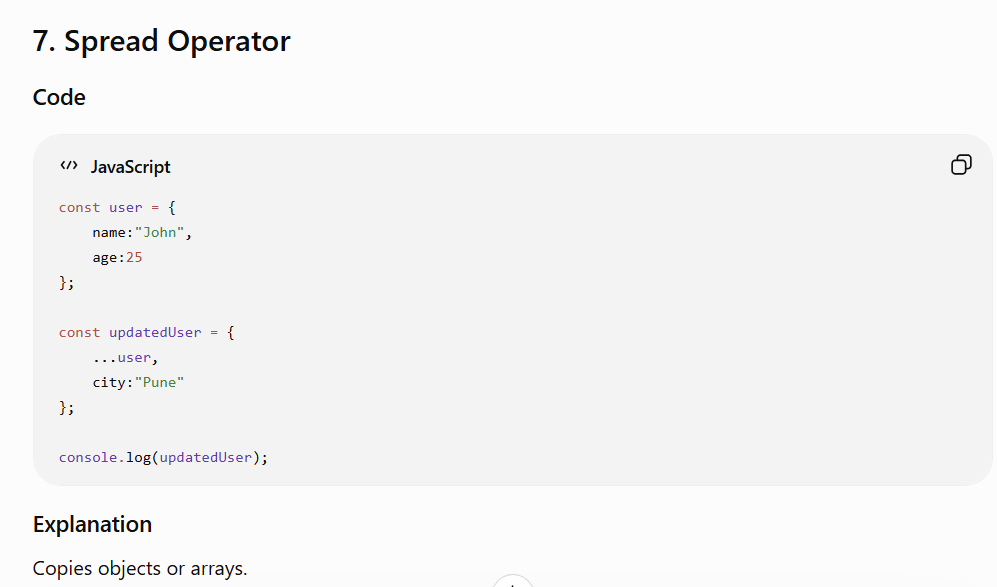 7. Spread Operator
Code
</> JavaScript
const user = {
    name:"John",
    age:25
};

const updatedUser = {
    ...user,
    city:"Pune"
};

console.log(updatedUser);
Explanation
Copies objects or arrays.